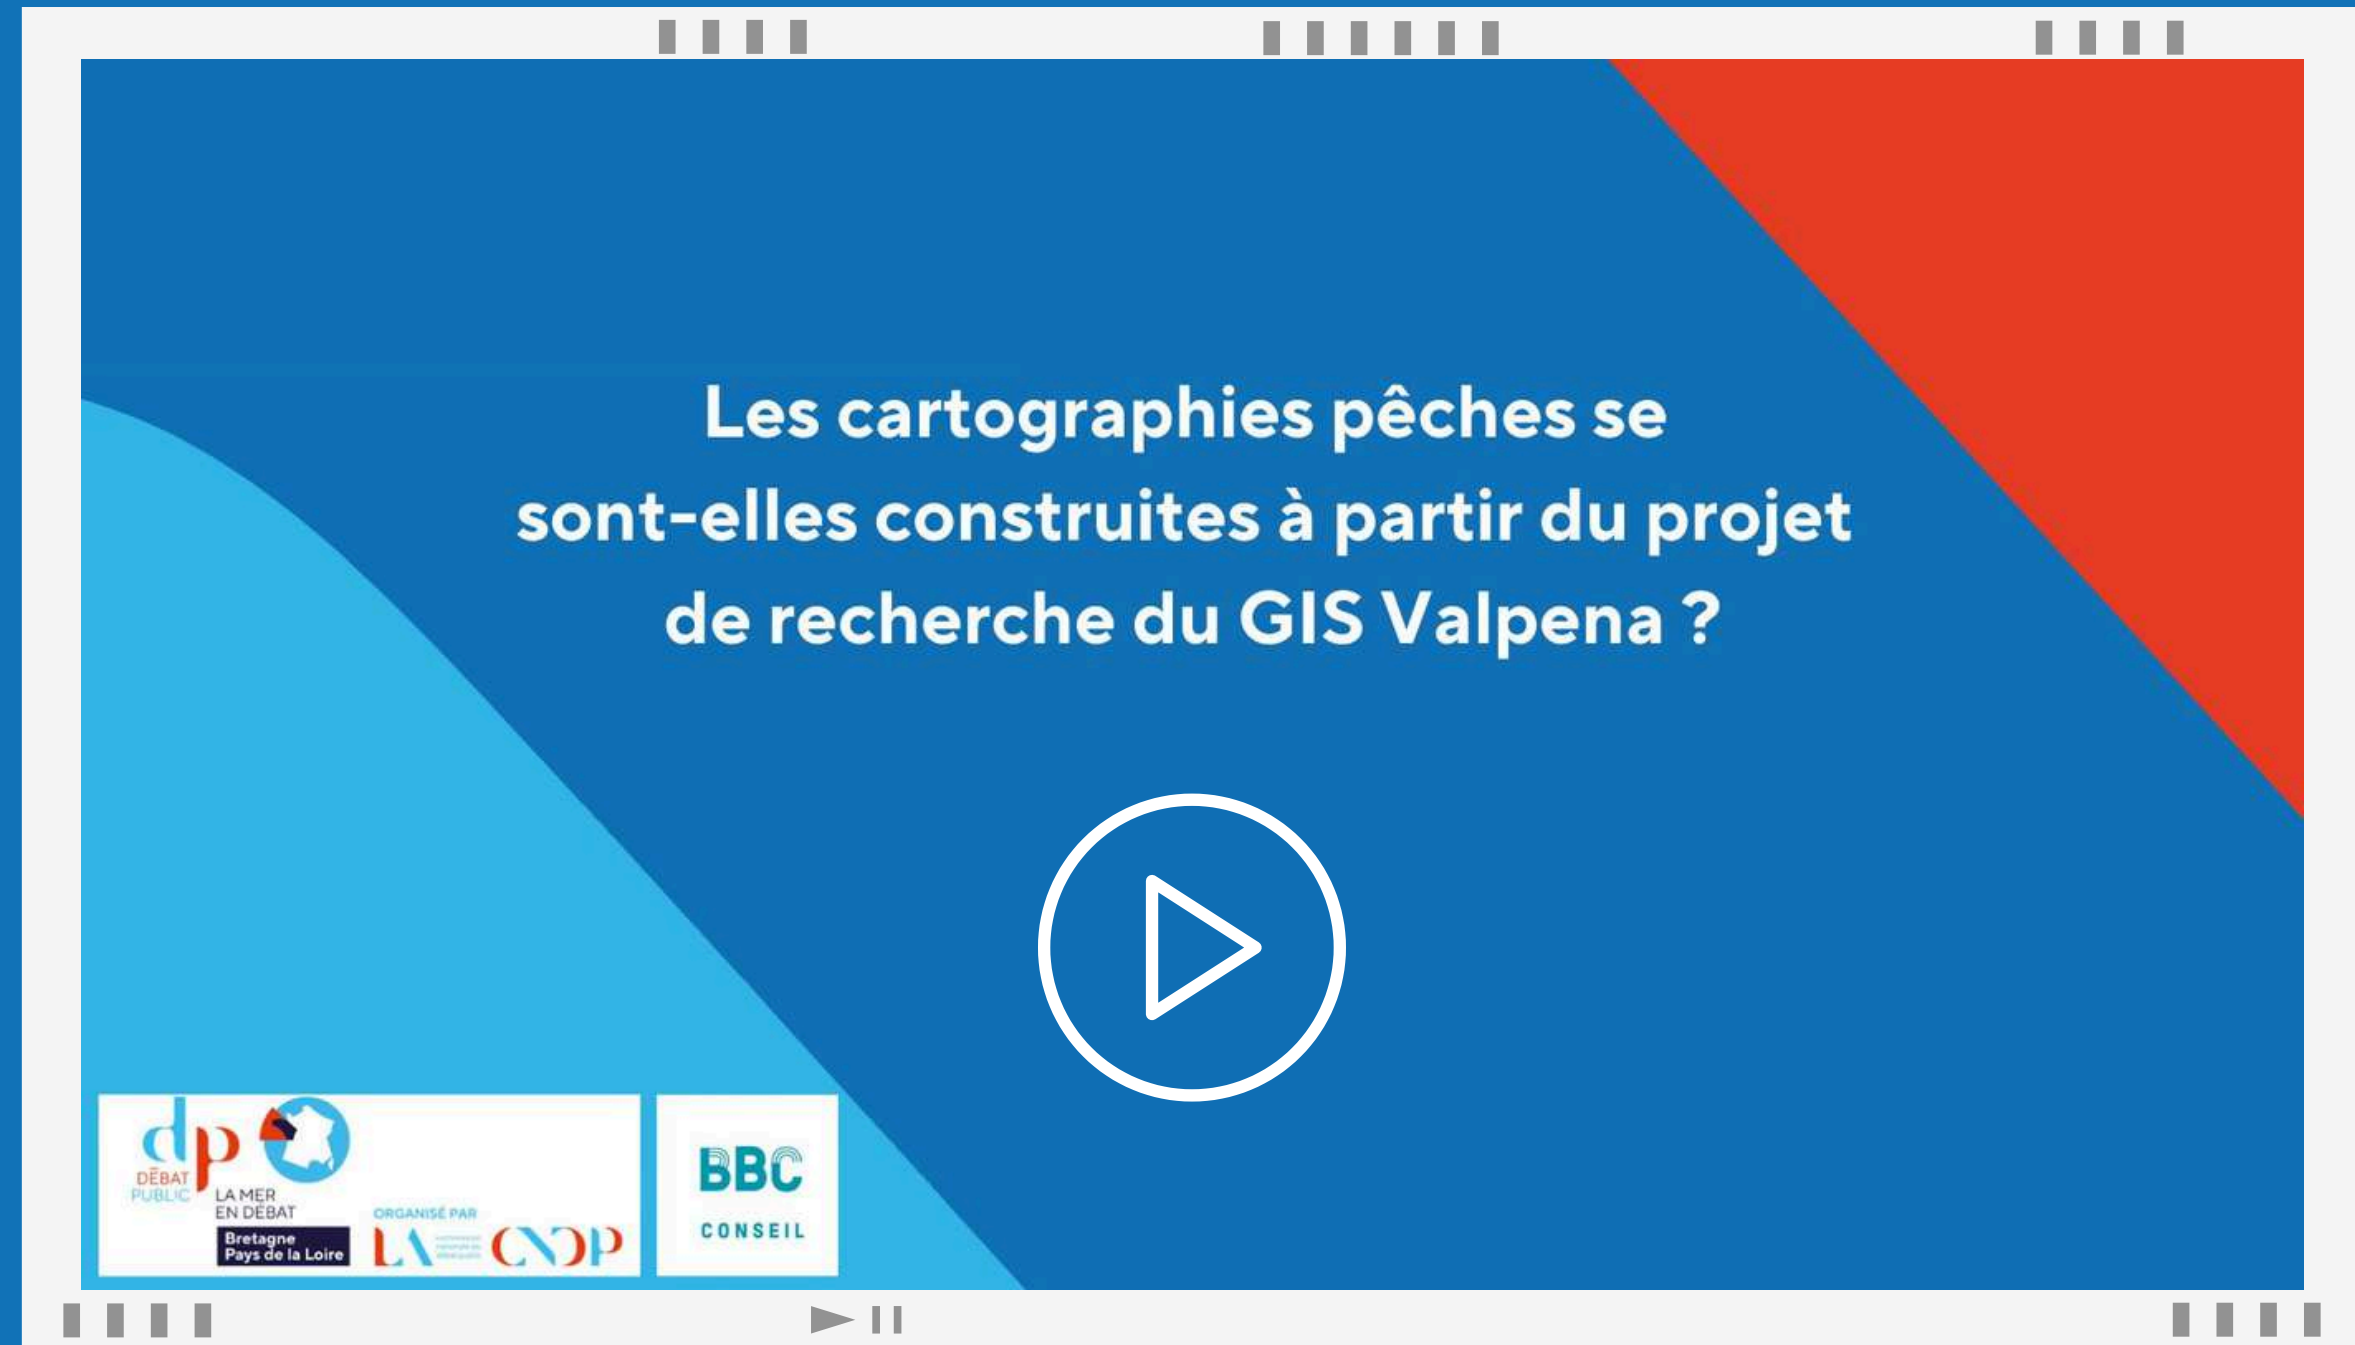 Les cartographies pêches se
sont-elles construites à partir du projet
de recherche du GIS Valpena ?
dp
DÉBAT
PUBLIC
LA MER
EN DÉBAT
Bretagne
Pays de la Loire
ORGANISÉ PAR
LA CNDP
BBC
CONSEIL